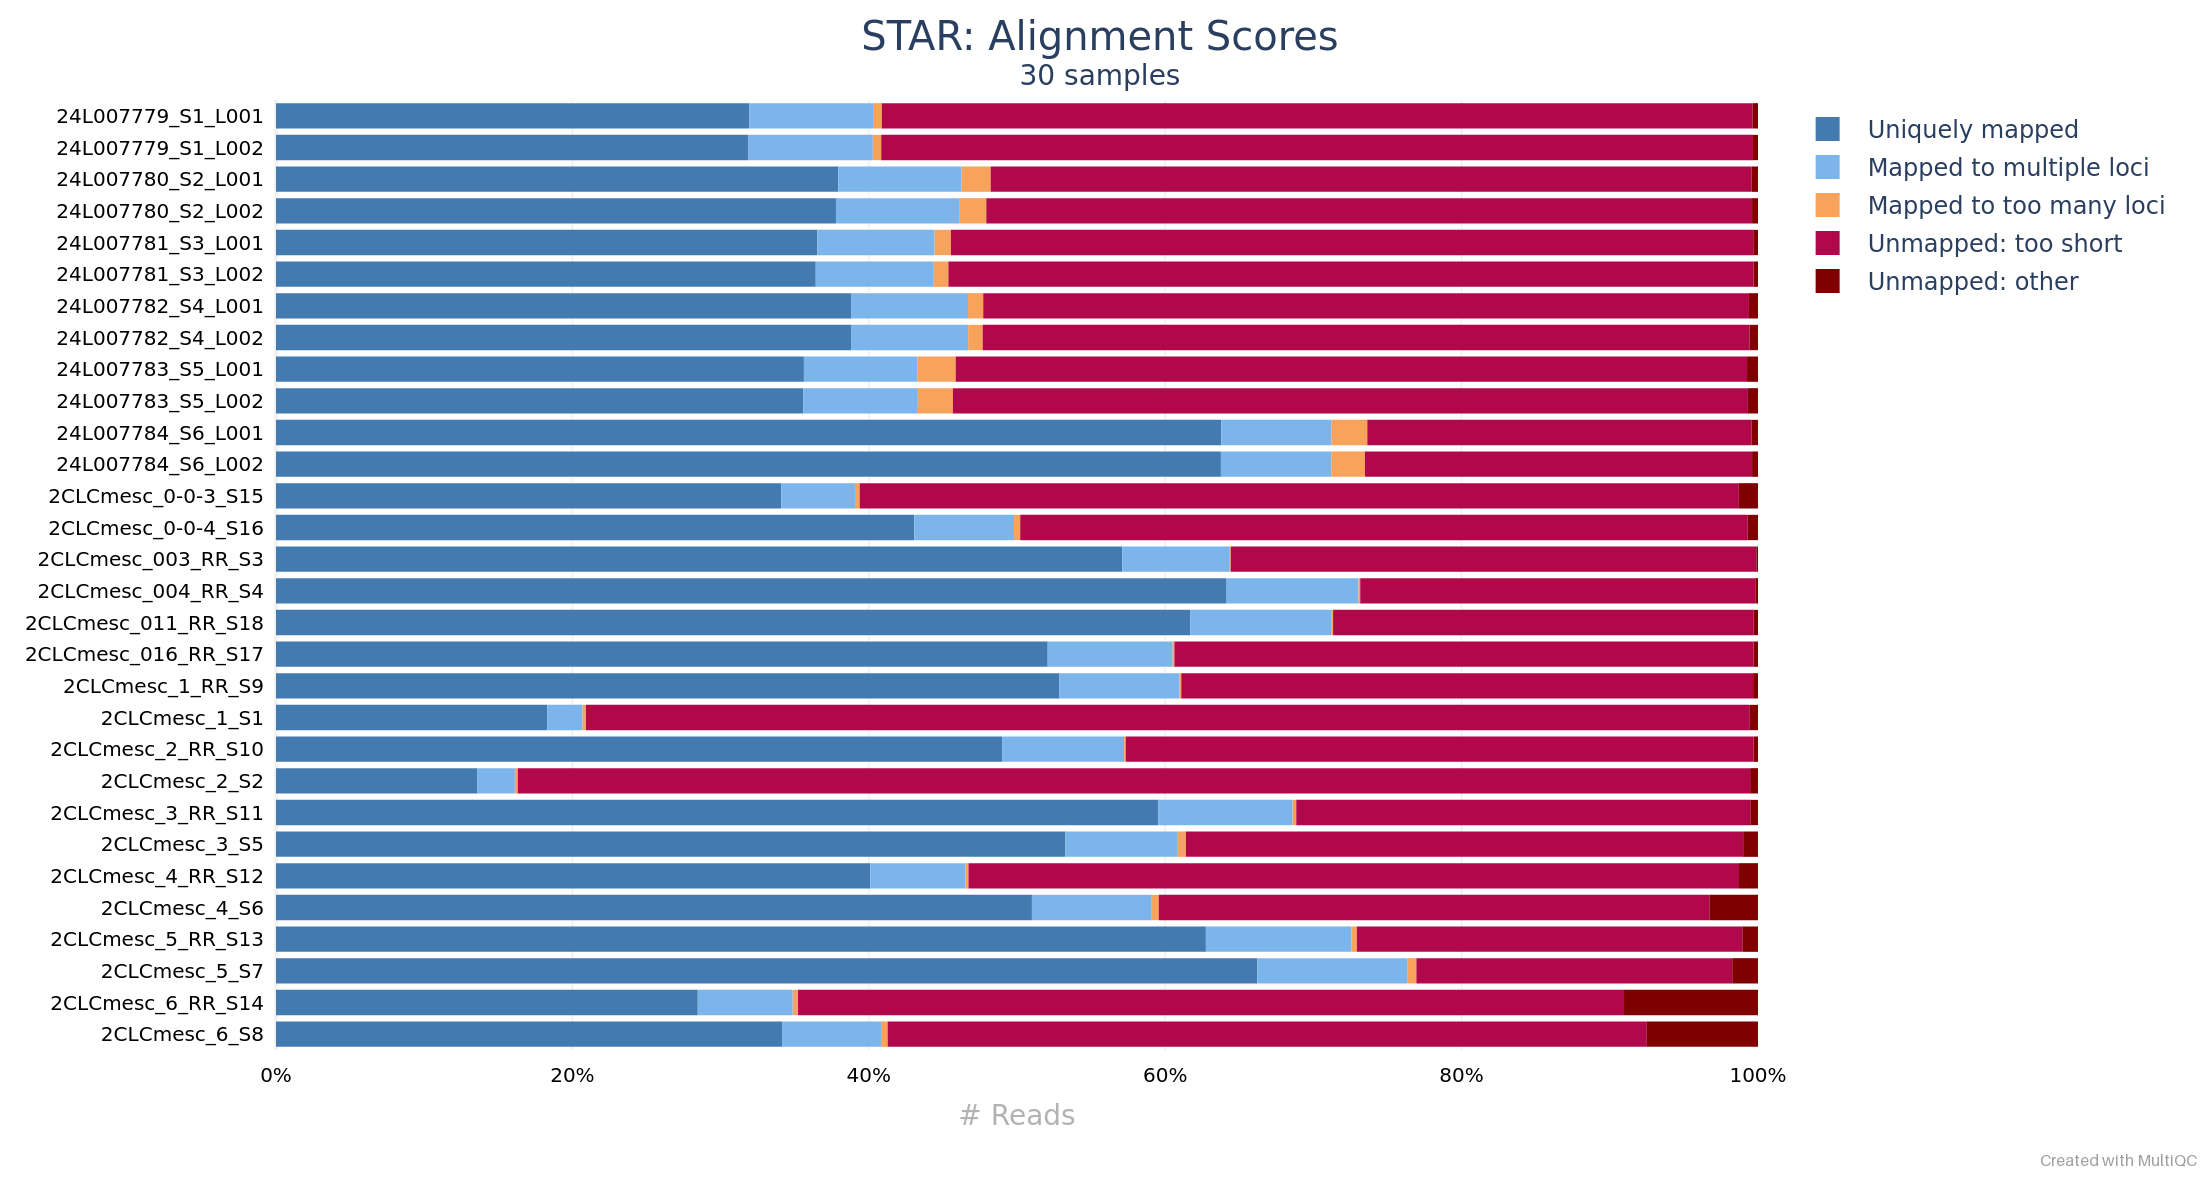 STAR: Alignment Scores
30 samples
24L007779_S1_L001
24L007779_S1_L002
24L007780_S2_L001
24L007780_S2_L002
24L007781_S3_L001
24L007781_S3_L002
24L007782_S4_L001
24L007782_S4_L002
24L007783_S5_L001
24L007783_S5_L002
24L007784_S6_L001
24L007784_S6_L002
2CLCmesc_0-0-3_S15
2CLCmesc_0-0-4_S16
2CLCmesc_003_RR_S3
2CLCmesc_004_RR_S4
2CLCmesc_011_RR_S18
2CLCmesc_016_RR_S17
2CLCmesc_1_RR_S9
2CLCmesc_1_S1
2CLCmesc_2_RR_S10
2CLCmesc_2_S2
2CLCmesc_3_RR_S11
2CLCmesc_3_S5
2CLCmesc_4_RR_S12
2CLCmesc_4_S6
2CLCmesc_5_RR_S13
2CLCmesc_5_S7
2CLCmesc_6_RR_S14
2CLCmesc_6_S8
0% 20% 40% 60% 80% 100%
# Reads
Uniquely mapped
Mapped to multiple loci
Mapped to too many loci
Unmapped: too short
Unmapped: other
Created with MultiQC